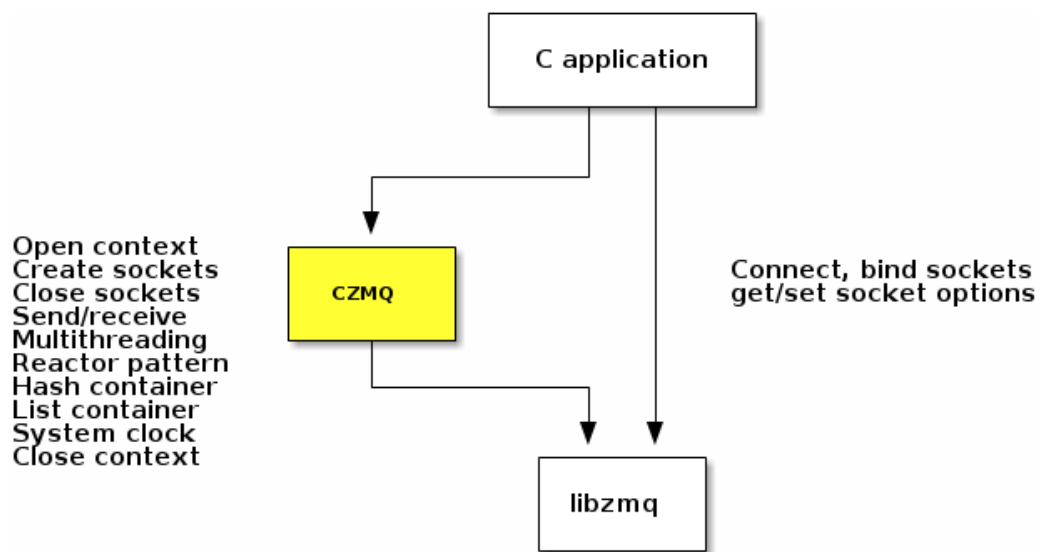 C application
Open context
Create sockets
Close sockets
Send/receive
Multithreading
Reactor pattern
Hash container
List container
System clock
Close context
CZMQ
Connect, bind sockets
get/set socket options
libzmq